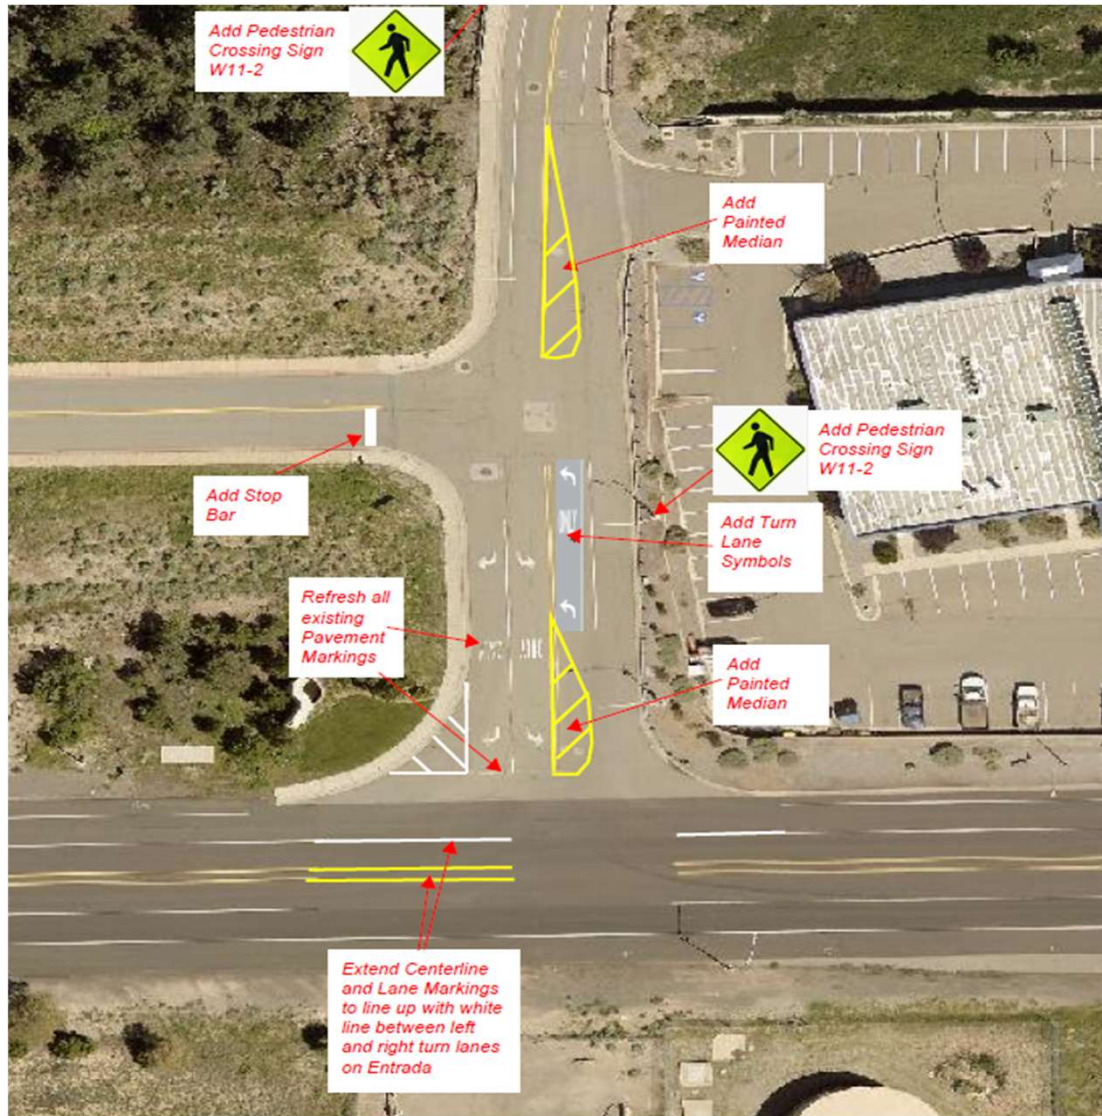 Add Pedestrian
Crossing Sign
W11-2
Add
Painted
Median
Add Pedestrian
Crossing Sign
W11-2
Add Stop
Bar
ONLY
Add Turn
Lane
Symbols
Refresh all
existing
Pavement
Markings
Add
Painted
Median
Extend Centerline
and Lane Markings
to line up with white
line between left
and right turn lanes
on Entrada